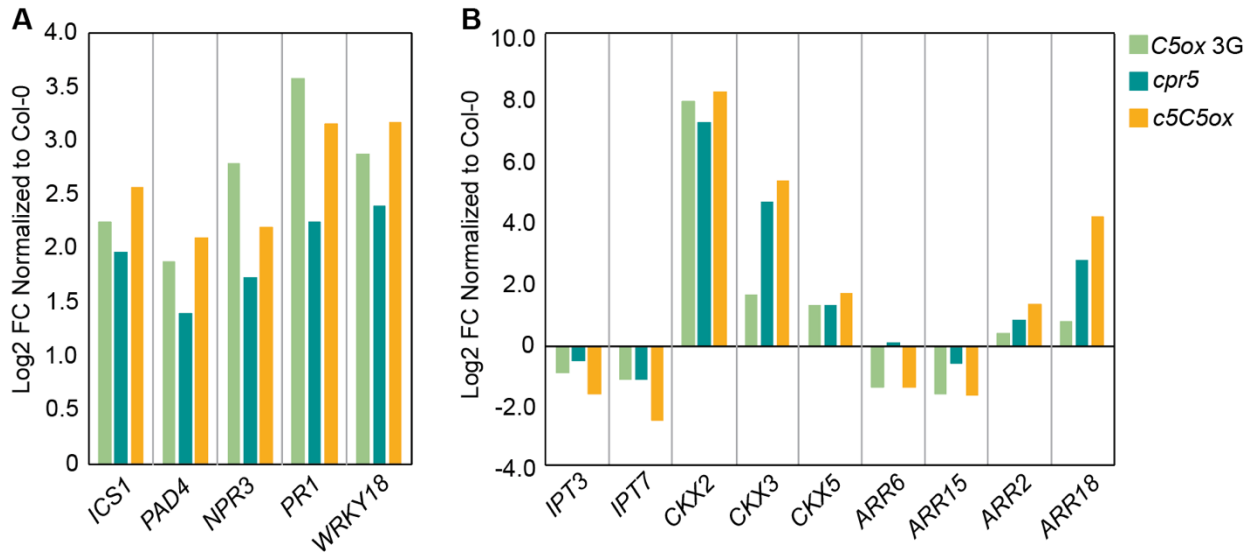 A
Log2 FC Normalized to Col-0
4.0
3.5
3.0
2.5
2.0
1.5
1.0
0.5
0
ICS1
PAD4
NPR3
PR1
WRKY18
B
Log2 FC Normalized to Col-0
10.0
8.0
6.0
4.0
2.0
0
-2.0
-4.0
IPT3
IPT7
CKX2
CKX3
CKX5
ARR6
ARR15
ARR2
ARR18
C5ox 3G
cpr5
c5C5ox